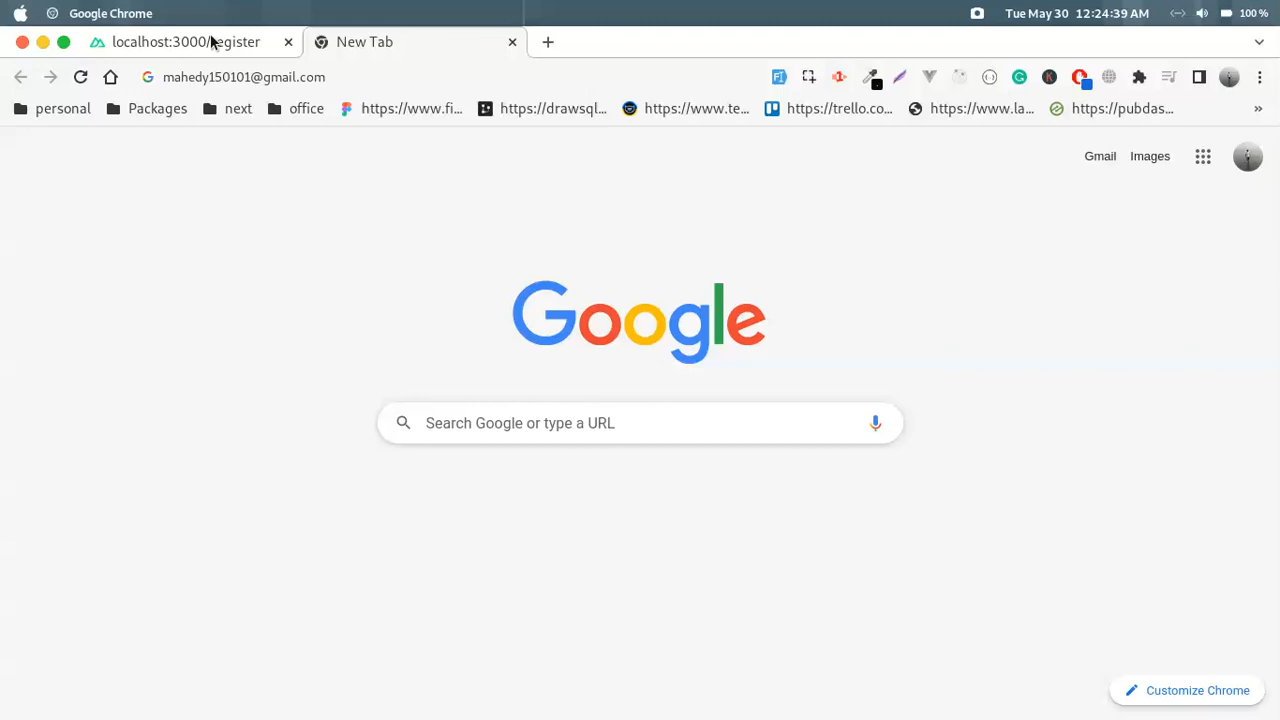 Google Chrome
Tue May 30 12:24:39 AM
100 %
localhost:3000/register
New Tab
mahedy150101@gmail.com
personal
Packages
next
office
https://www.fi...
https://drawsql...
https://www.te...
https://trello.co...
https://www.la...
https://pubdas...
Gmail
Images
Google
Search Google or type a URL
Customize Chrome